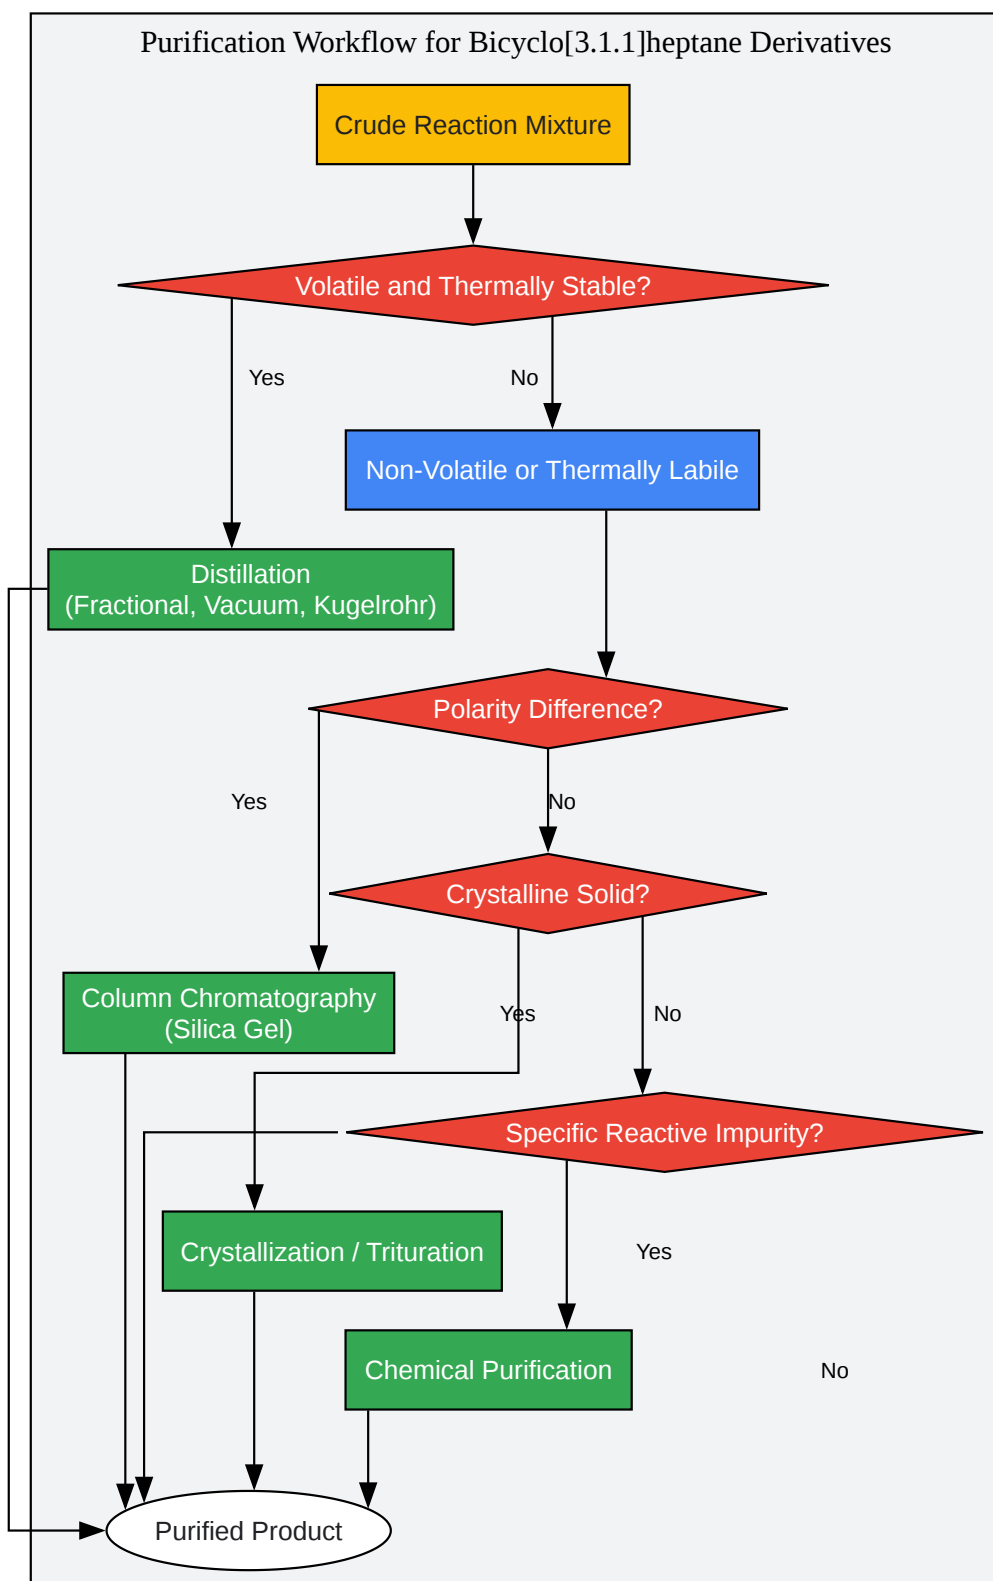 Purification Workflow for Bicyclo[3.1.1]heptane Derivatives
Crude Reaction Mixture
Volatile and Thermally Stable?
Yes
No
Non-Volatile or Thermally Labile
Distillation
(Fractional, Vacuum, Kugelrohr)
Polarity Difference?
Yes
No
Crystalline Solid?
Column Chromatography
(Silica Gel)
Yes
No
Specific Reactive Impurity?
Crystallization / Trituration
Yes
Chemical Purification
No
Purified Product